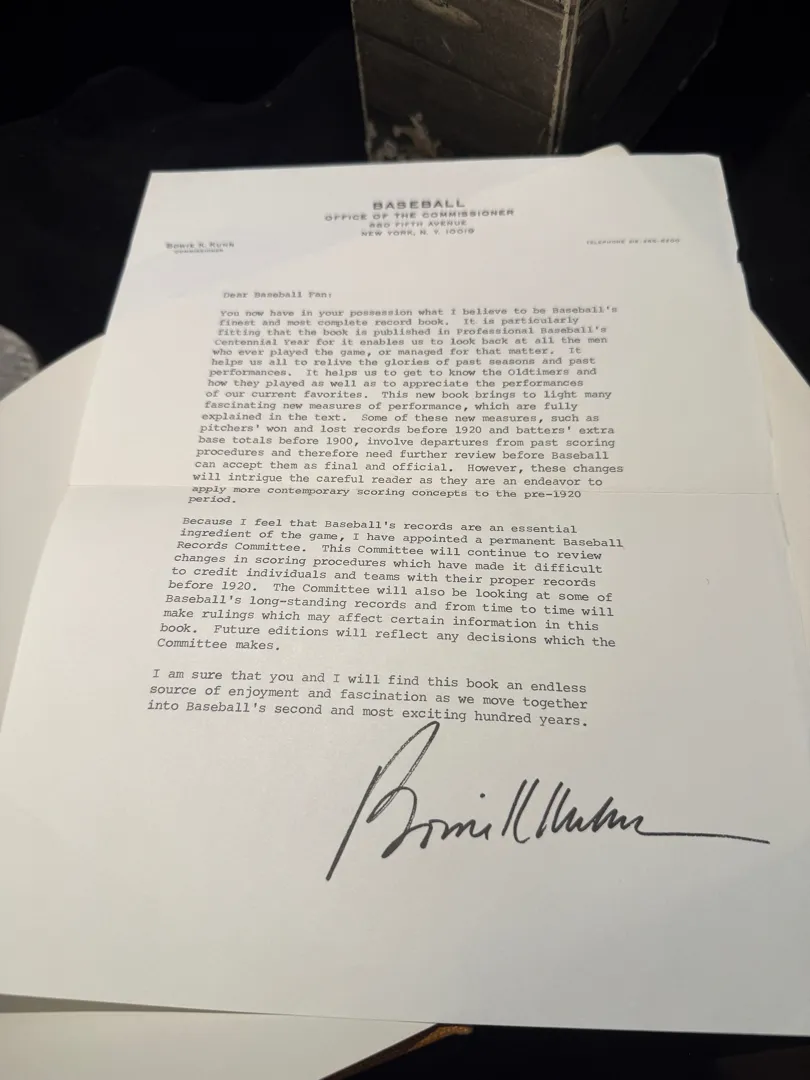 BASEBALL
OFFICE OF THE COMMISSIONER
680 FIFTH AVENUE
NEW YORK, N. Y. 10019
BOWIE K. KUHN
COMMISSIONER
TELEPHONE
Dear Baseball Fan:
You now have in your possession what I believe to be Baseball's
finest and most complete record book. It is particularly
fitting that the book is published in Professional Baseball's
Centennial Year for it enables us to look back at all the men
who ever played the game, or managed for that matter. It
helps us all to relive the glories of past seasons and past
performances. It helps us to get to know the Oldtimers and
how they played as well as to appreciate the performances
of our current favorites. This new book brings to light many
fascinating new measures of performance, which are fully
explained in the text. Some of these new measures, such as
pitchers' won and lost records before 1920 and batters' extra
base totals before 1900, involve departures from past scoring
procedures and therefore need further review before Baseball
can accept them as final and official. However, these changes
will intrigue the careful reader as they are an endeavor to
apply more contemporary scoring concepts to the pre-1920
period.
Because I feel that Baseball's records are an essential
ingredient of the game, I have appointed a permanent Baseball
Records Committee. This Committee will continue to review
changes in scoring procedures which have made it difficult
to credit individuals and teams with their proper records
before 1920. The Committee will also be looking at some of
Baseball's long-standing records and from time to time will
make rulings which may affect certain information in this
book. Future editions will reflect any decisions which the
Committee makes.
I am sure that you and I will find this book an endless
source of enjoyment and fascination as we move together
into Baseball's second and most exciting hundred years.
Bowie K Kuhn